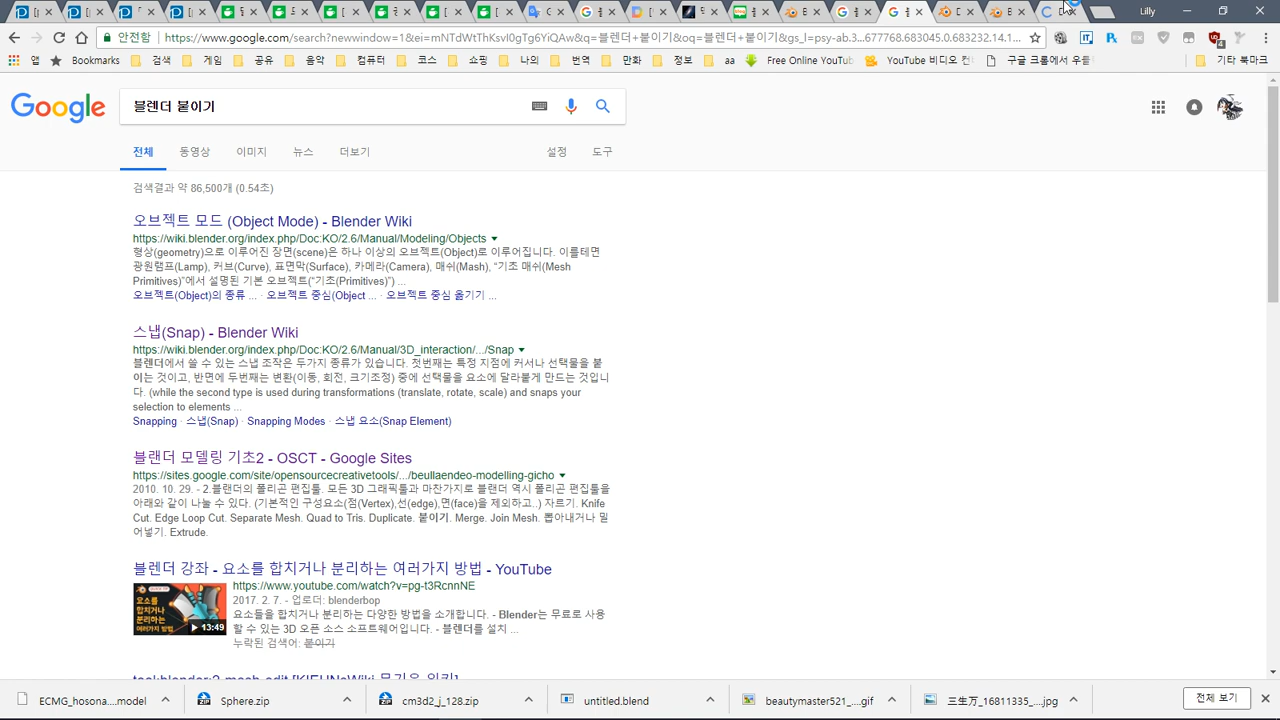 Lilly
안전함 https://www.google.com/search?newwindow=1&ei=mNTdWtThKsvI0gTg6YiQAw&q=블렌더+붙이기&oq=블렌더+붙이기&gs_l=psy-ab.3...677768.683045.0.683232.14.1...
앱 Bookmarks 검색 게임 공유 음악 컴퓨터 코스 쇼핑 나의 번역 만화 정보 aa Free Online YouTub YouTube 비디오 컨 구글 크롬에서 우클 기타 북마크
Google 블렌더 붙이기
전체 동영상 이미지 뉴스 더보기 설정 도구
검색결과 약 86,500개 (0.54초)
오브젝트 모드 (Object Mode) - Blender Wiki
https://wiki.blender.org/index.php/Doc:KO/2.6/Manual/Modeling/Objects
형상(geometry)으로 이루어진 장면(scene)은 하나 이상의 오브젝트(Object)로 이루어집니다. 이를테면
광원램프(Lamp), 커브(Curve), 표면막(Surface), 카메라(Camera), 매쉬(Mash), “기초 매쉬(Mesh
Primitives)”에서 설명된 기본 오브젝트(“기초(Primitives)”) ...
오브젝트(Object)의 종류 ... · 오브젝트 중심(Object ... · 오브젝트 중심 옮기기 ...
스냅(Snap) - Blender Wiki
https://wiki.blender.org/index.php/Doc:KO/2.6/Manual/3D_interaction/.../Snap
블렌더에서 쓸 수 있는 스냅 조작은 두가지 종류가 있습니다. 첫번째는 특정 지점에 커서나 선택물을 붙
이는 것이고, 반면에 두번째는 변환(이동, 회전, 크기조정) 중에 선택물을 요소에 달라붙게 만드는 것입니
다. (while the second type is used during transformations (translate, rotate, scale) and snaps your
selection to elements ...
Snapping · 스냅(Snap) · Snapping Modes · 스냅 요소(Snap Element)
블랜더 모델링 기초2 - OSCT - Google Sites
https://sites.google.com/site/opensourcecreativetools/.../beullaendeo-modelling-gicho
2010. 10. 29. - 2.블랜더의 폴리곤 편집툴. 모든 3D 그래픽툴과 마찬가지로 블랜더 역시 폴리곤 편집툴을
아래와 같이 나눌 수 있다. (기본적인 구성요소(점(Vertex),선(edge),면(face)을 제외하고..) 자르기. Knife
Cut. Edge Loop Cut. Separate Mesh. Quad to Tris. Duplicate. 붙이기. Merge. Join Mesh. 뽑아내거나 밀
어넣기. Extrude.
블렌더 강좌 - 요소를 합치거나 분리하는 여러가지 방법 - YouTube
https://www.youtube.com/watch?v=pg-t3RcnnNE
2017. 2. 7. - 업로더: blenderbop
요소들을 합치거나 분리하는 다양한 방법을 소개합니다. - Blender는 무료로 사용
할 수 있는 3D 오픈 소스 소프트웨어입니다. - 블렌더를 설치 ...
누락된 검색어: 붙이기
요소를
합치거나
분리하는
여러가지 방법
13:49
ECMG_hosona....model Sphere.zip cm3d2_j_128.zip untitled.blend beautymaster521_....gif 三生万_16811335_....jpg 전체 보기